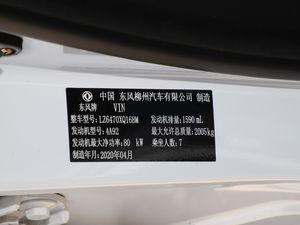 中国 东风柳州汽车有限公司 制造
东风牌 VIN
整车型号 LZ6470XQ16BM 发动机排量:1590 mL
发动机型号:4A92 最大允许总质量:2005kg
发动机最大净功率:80 kW 乘坐人数:7
制造年月:2020年04月